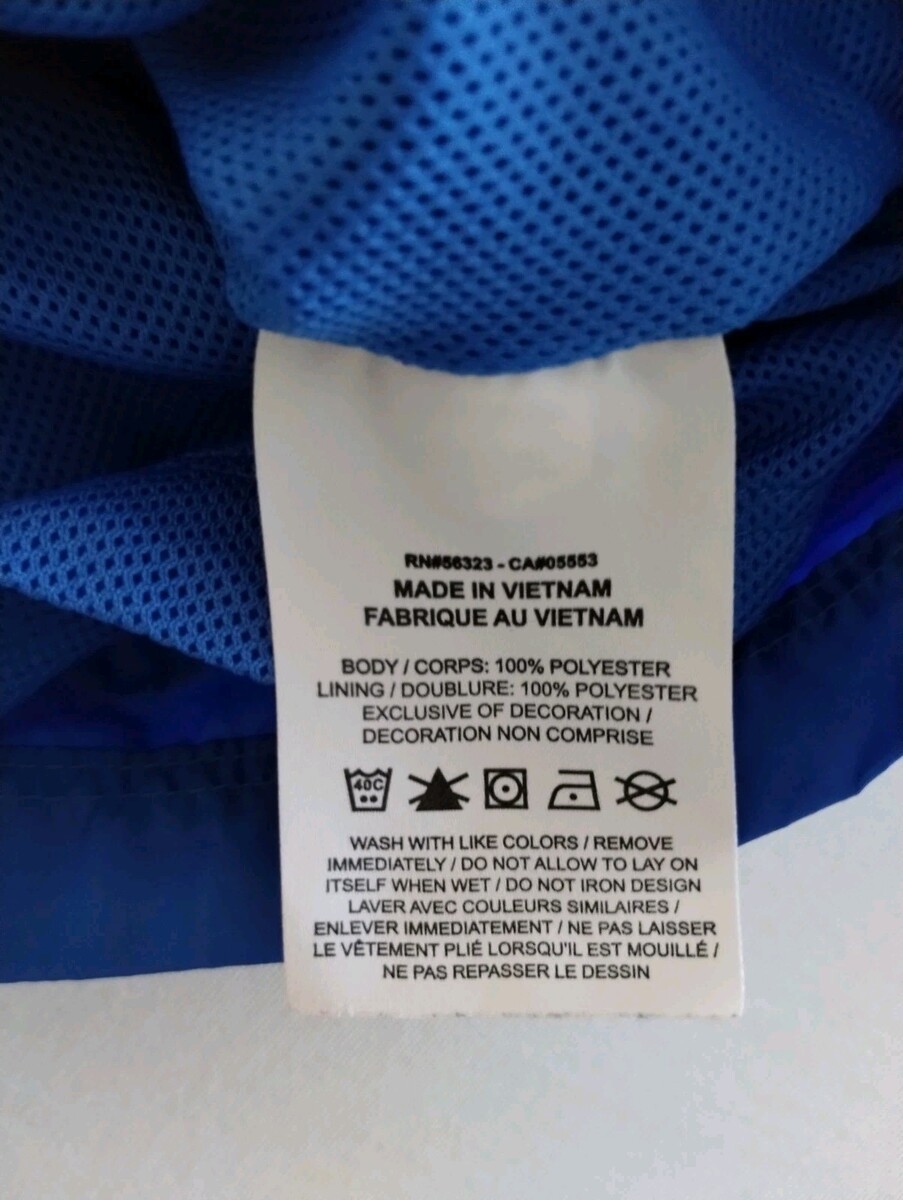 RN#56323 - CA#05553
MADE IN VIETNAM
FABRIQUE AU VIETNAM
BODY / CORPS: 100% POLYESTER
LINING / DOUBLURE: 100% POLYESTER
EXCLUSIVE OF DECORATION /
DECORATION NON COMPRISE
40C
WASH WITH LIKE COLORS / REMOVE
IMMEDIATELY / DO NOT ALLOW TO LAY ON
ITSELF WHEN WET / DO NOT IRON DESIGN
LAVER AVEC COULEURS SIMILAIRES /
ENLEVER IMMEDIATEMENT / NE PAS LAISSER
LE VÊTEMENT PLIÉ LORSQU'IL EST MOUILLÉ /
NE PAS REPASSER LE DESSIN